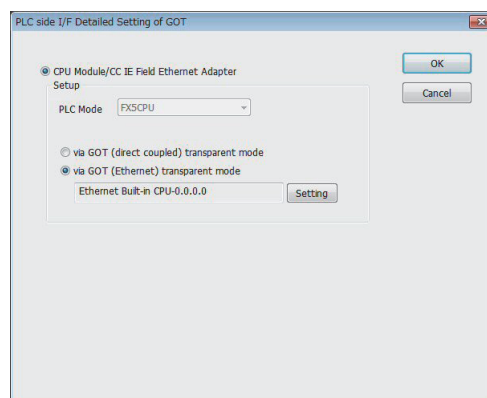 PLC side I/F Detailed Setting of GOT
OK
CPU Module/CC IE Field Ethernet Adapter
Setup
Cancel
PLC Mode FX5CPU
via GOT (direct coupled) transparent mode
via GOT (Ethernet) transparent mode
Ethernet Built-in CPU-0.0.0.0 Setting